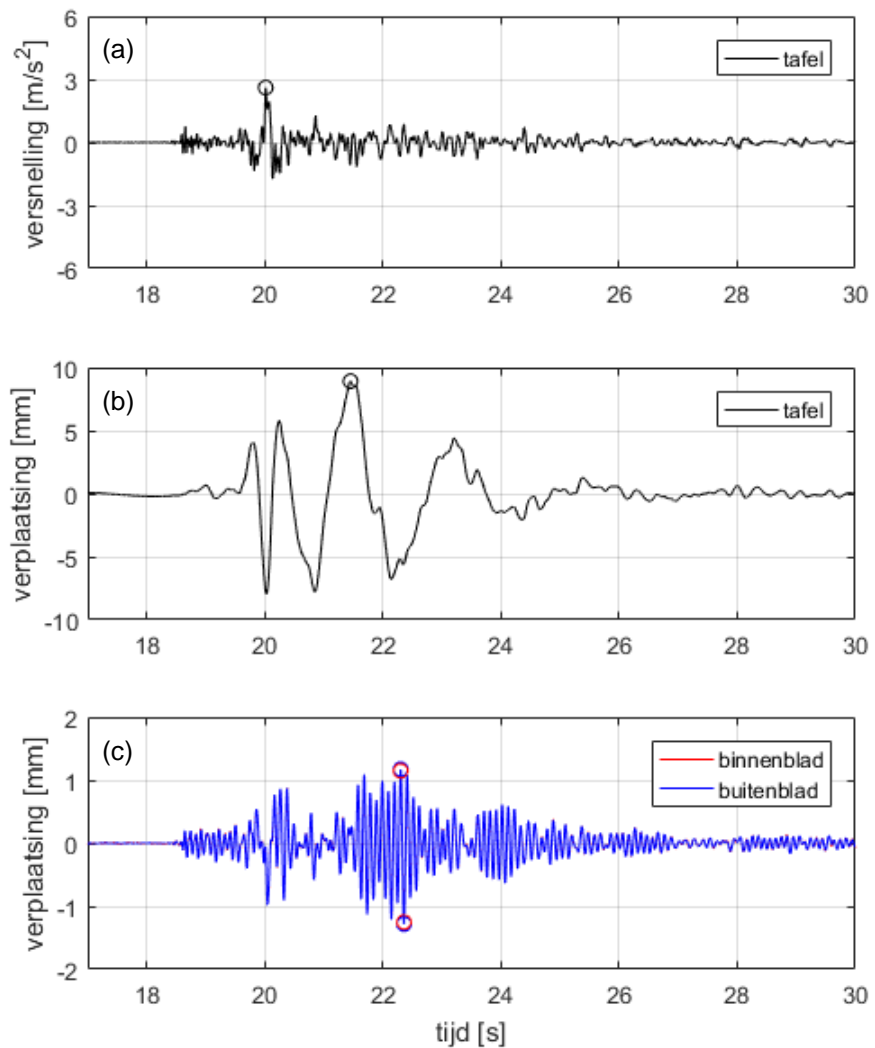 (a)
tafel
versnelling [m/s²]
6
3
0
-3
-6
18 20 22 24 26 28 30
(b)
tafel
verplaatsing [mm]
10
5
0
-5
-10
18 20 22 24 26 28 30
(c)
binnenblad
buitenblad
verplaatsing [mm]
2
1
0
-1
-2
18 20 22 24 26 28 30
tijd [s]